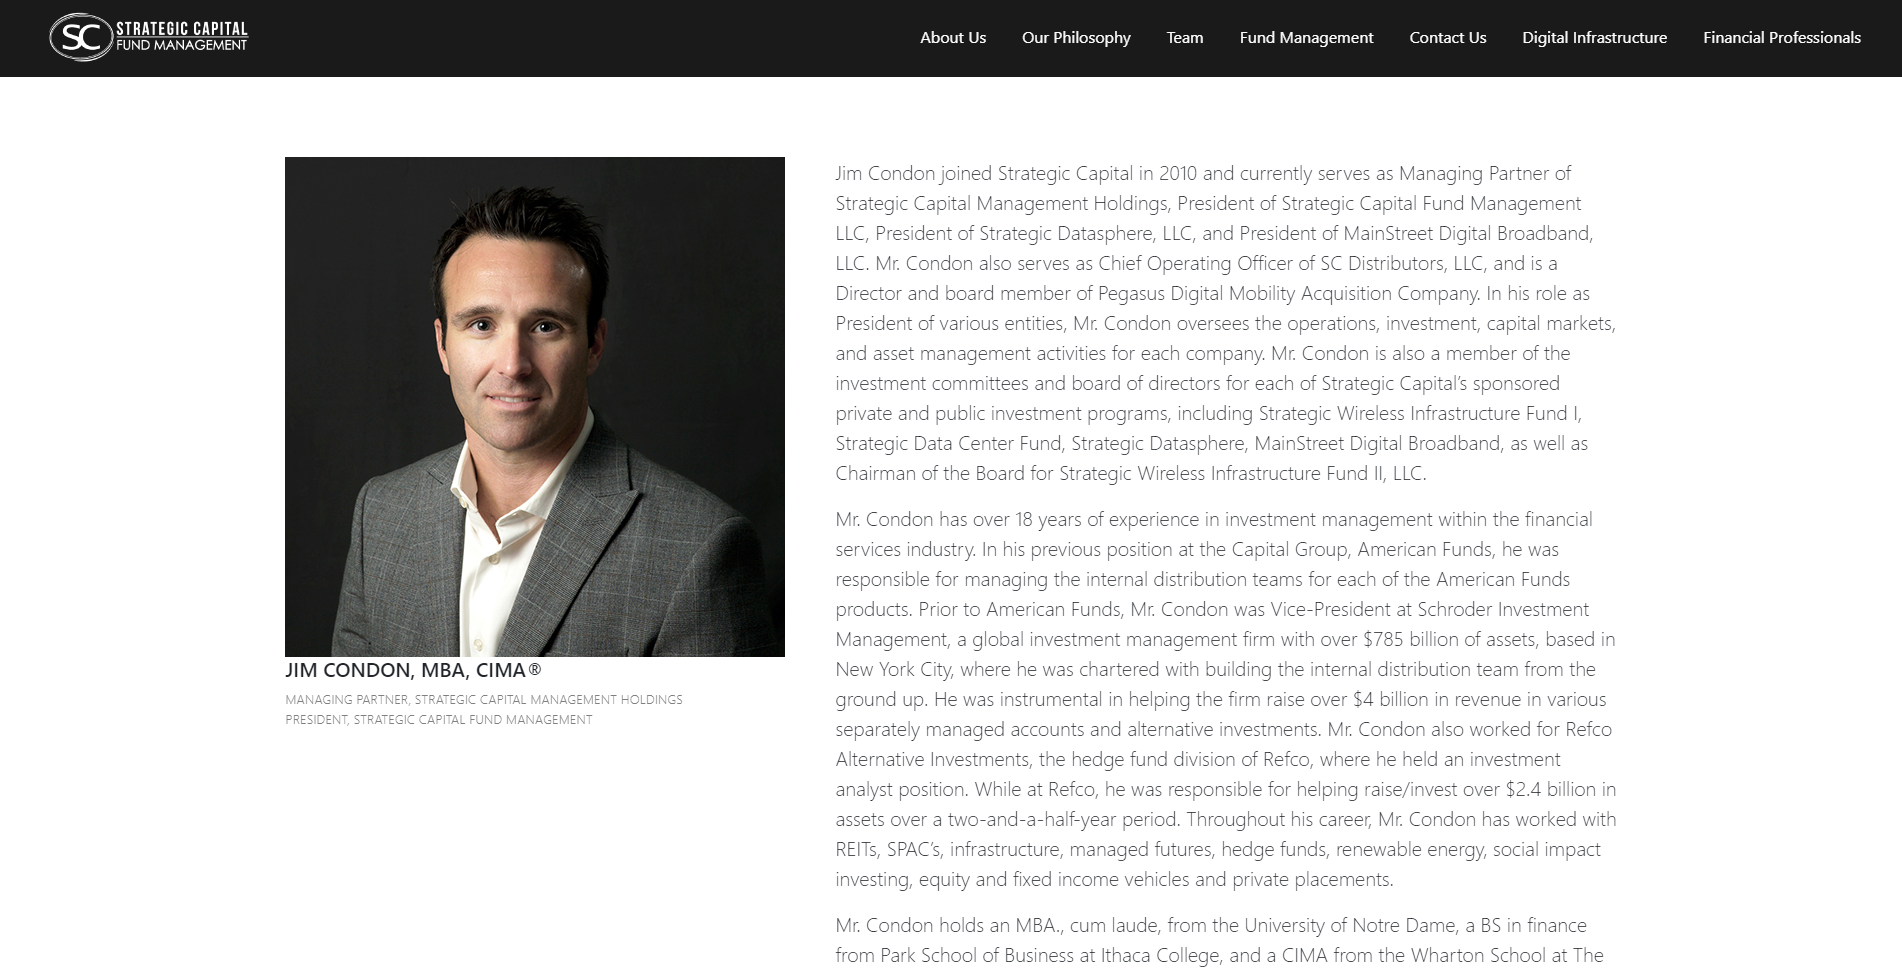 SC STRATEGIC CAPITAL
FUND MANAGEMENT
About Us Our Philosophy Team Fund Management Contact Us Digital Infrastructure Financial Professionals
JIM CONDON, MBA, CIMA®
MANAGING PARTNER, STRATEGIC CAPITAL MANAGEMENT HOLDINGS
PRESIDENT, STRATEGIC CAPITAL FUND MANAGEMENT
Jim Condon joined Strategic Capital in 2010 and currently serves as Managing Partner of
Strategic Capital Management Holdings, President of Strategic Capital Fund Management
LLC, President of Strategic Datasphere, LLC, and President of MainStreet Digital Broadband,
LLC. Mr. Condon also serves as Chief Operating Officer of SC Distributors, LLC, and is a
Director and board member of Pegasus Digital Mobility Acquisition Company. In his role as
President of various entities, Mr. Condon oversees the operations, investment, capital markets,
and asset management activities for each company. Mr. Condon is also a member of the
investment committees and board of directors for each of Strategic Capital’s sponsored
private and public investment programs, including Strategic Wireless Infrastructure Fund I,
Strategic Data Center Fund, Strategic Datasphere, MainStreet Digital Broadband, as well as
Chairman of the Board for Strategic Wireless Infrastructure Fund II, LLC.
Mr. Condon has over 18 years of experience in investment management within the financial
services industry. In his previous position at the Capital Group, American Funds, he was
responsible for managing the internal distribution teams for each of the American Funds
products. Prior to American Funds, Mr. Condon was Vice-President at Schroder Investment
Management, a global investment management firm with over $785 billion of assets, based in
New York City, where he was chartered with building the internal distribution team from the
ground up. He was instrumental in helping the firm raise over $4 billion in revenue in various
separately managed accounts and alternative investments. Mr. Condon also worked for Refco
Alternative Investments, the hedge fund division of Refco, where he held an investment
analyst position. While at Refco, he was responsible for helping raise/invest over $2.4 billion in
assets over a two-and-a-half-year period. Throughout his career, Mr. Condon has worked with
REITs, SPAC’s, infrastructure, managed futures, hedge funds, renewable energy, social impact
investing, equity and fixed income vehicles and private placements.
Mr. Condon holds an MBA., cum laude, from the University of Notre Dame, a BS in finance
from Park School of Business at Ithaca College, and a CIMA from the Wharton School at The